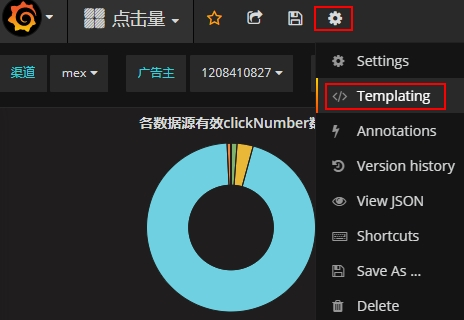 点击量
渠道 mex 广告主 1208410827
各数据源有效clickNumber数
Settings
Templating
Annotations
Version history
View JSON
Shortcuts
Save As ...
Delete